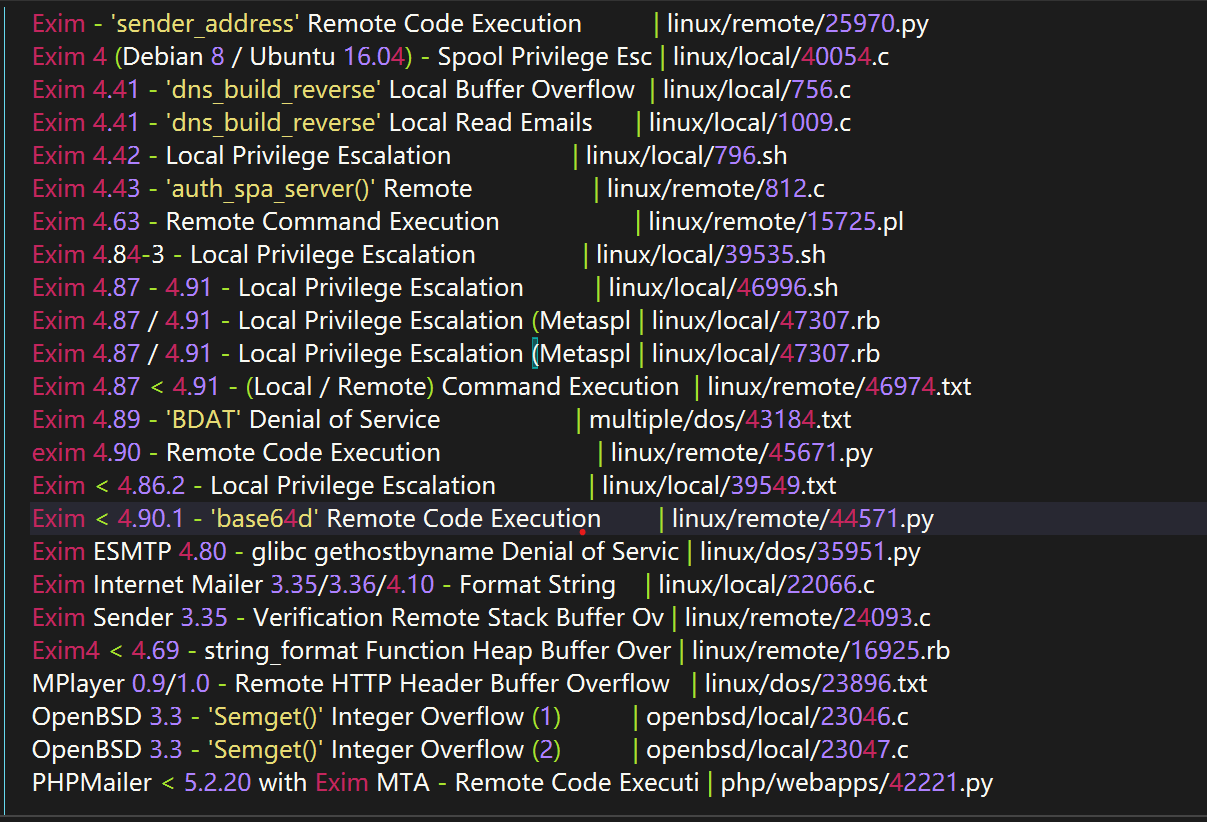 Exim - 'sender_address' Remote Code Execution | linux/remote/25970.py
Exim 4 (Debian 8 / Ubuntu 16.04) - Spool Privilege Esc | linux/local/40054.c
Exim 4.41 - 'dns_build_reverse' Local Buffer Overflow | linux/local/756.c
Exim 4.41 - 'dns_build_reverse' Local Read Emails | linux/local/1009.c
Exim 4.42 - Local Privilege Escalation | linux/local/796.sh
Exim 4.43 - 'auth_spa_server()' Remote | linux/remote/812.c
Exim 4.63 - Remote Command Execution | linux/remote/15725.pl
Exim 4.84-3 - Local Privilege Escalation | linux/local/39535.sh
Exim 4.87 - 4.91 - Local Privilege Escalation | linux/local/46996.sh
Exim 4.87 / 4.91 - Local Privilege Escalation (Metaspl | linux/local/47307.rb
Exim 4.87 / 4.91 - Local Privilege Escalation (Metaspl | linux/local/47307.rb
Exim 4.87 < 4.91 - (Local / Remote) Command Execution | linux/remote/46974.txt
Exim 4.89 - 'BDAT' Denial of Service | multiple/dos/43184.txt
exim 4.90 - Remote Code Execution | linux/remote/45671.py
Exim < 4.86.2 - Local Privilege Escalation | linux/local/39549.txt
Exim < 4.90.1 - 'base64d' Remote Code Execution | linux/remote/44571.py
Exim ESMTP 4.80 - glibc gethostbyname Denial of Servic | linux/dos/35951.py
Exim Internet Mailer 3.35/3.36/4.10 - Format String | linux/local/22066.c
Exim Sender 3.35 - Verification Remote Stack Buffer Ov | linux/remote/24093.c
Exim4 < 4.69 - string_format Function Heap Buffer Over | linux/remote/16925.rb
MPlayer 0.9/1.0 - Remote HTTP Header Buffer Overflow | linux/dos/23896.txt
OpenBSD 3.3 - 'Semget()' Integer Overflow (1) | openbsd/local/23046.c
OpenBSD 3.3 - 'Semget()' Integer Overflow (2) | openbsd/local/23047.c
PHPMailer < 5.2.20 with Exim MTA - Remote Code Executi | php/webapps/42221.py